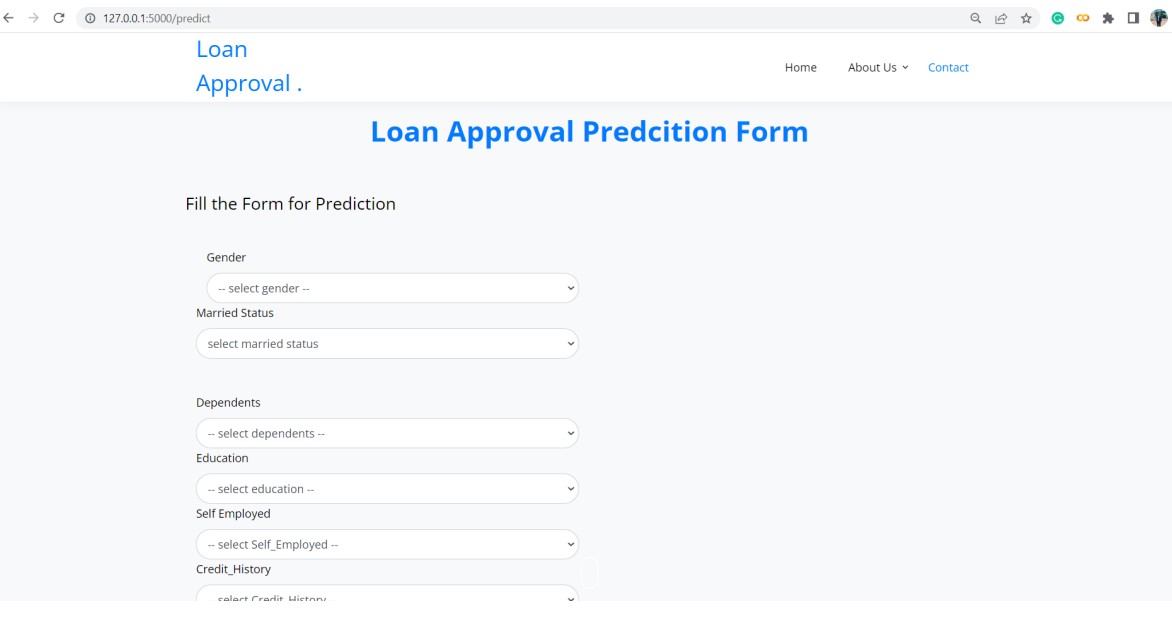 127.0.0.1:5000/predict
Loan
Approval .
Home About Us Contact
Loan Approval Predcition Form
Fill the Form for Prediction
Gender
-- select gender --
Married Status
select married status
Dependents
-- select dependents --
Education
-- select education --
Self Employed
-- select Self_Employed --
Credit_History
-- select Credit_History --